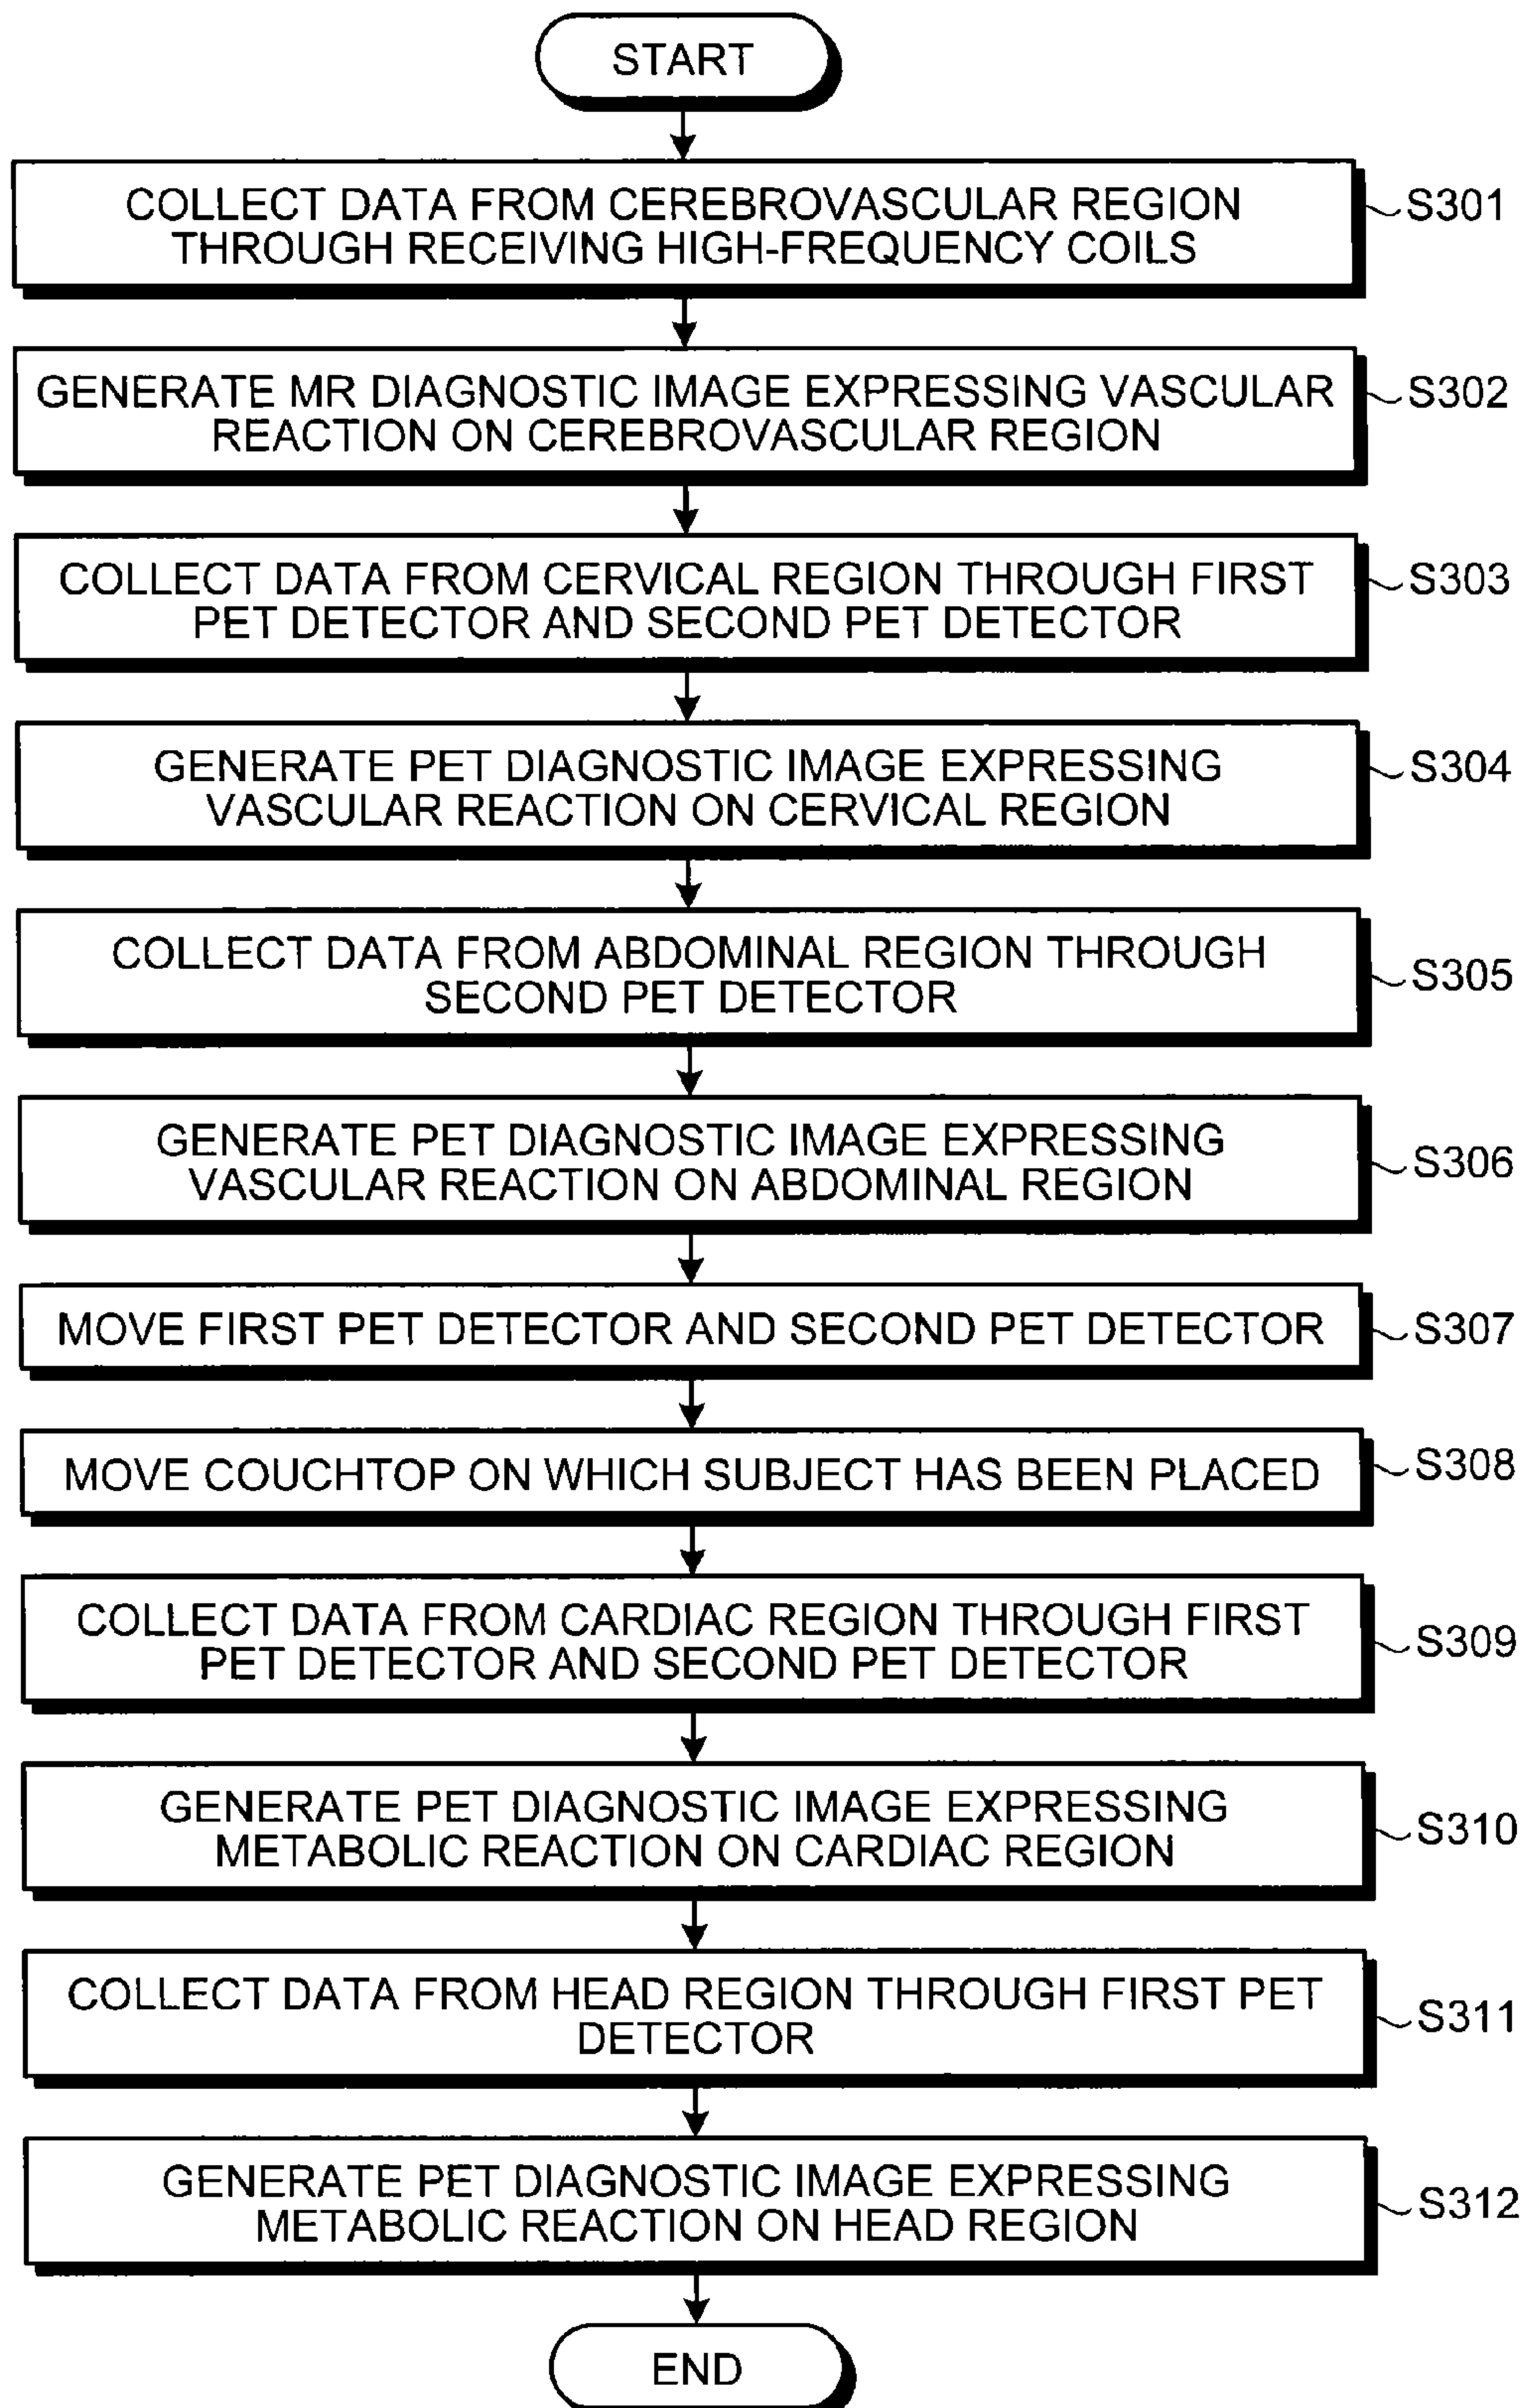 START
COLLECT DATA FROM CEREBROVASCULAR REGION
THROUGH RECEIVING HIGH-FREQUENCY COILS
S301
GENERATE MR DIAGNOSTIC IMAGE EXPRESSING VASCULAR
REACTION ON CEREBROVASCULAR REGION
S302
COLLECT DATA FROM CERVICAL REGION THROUGH FIRST
PET DETECTOR AND SECOND PET DETECTOR
S303
GENERATE PET DIAGNOSTIC IMAGE EXPRESSING
VASCULAR REACTION ON CERVICAL REGION
S304
COLLECT DATA FROM ABDOMINAL REGION THROUGH
SECOND PET DETECTOR
S305
GENERATE PET DIAGNOSTIC IMAGE EXPRESSING
VASCULAR REACTION ON ABDOMINAL REGION
S306
MOVE FIRST PET DETECTOR AND SECOND PET DETECTOR
S307
MOVE COUCHTOP ON WHICH SUBJECT HAS BEEN PLACED
S308
COLLECT DATA FROM CARDIAC REGION THROUGH FIRST
PET DETECTOR AND SECOND PET DETECTOR
S309
GENERATE PET DIAGNOSTIC IMAGE EXPRESSING
METABOLIC REACTION ON CARDIAC REGION
S310
COLLECT DATA FROM HEAD REGION THROUGH FIRST PET
DETECTOR
S311
GENERATE PET DIAGNOSTIC IMAGE EXPRESSING
METABOLIC REACTION ON HEAD REGION
S312
END